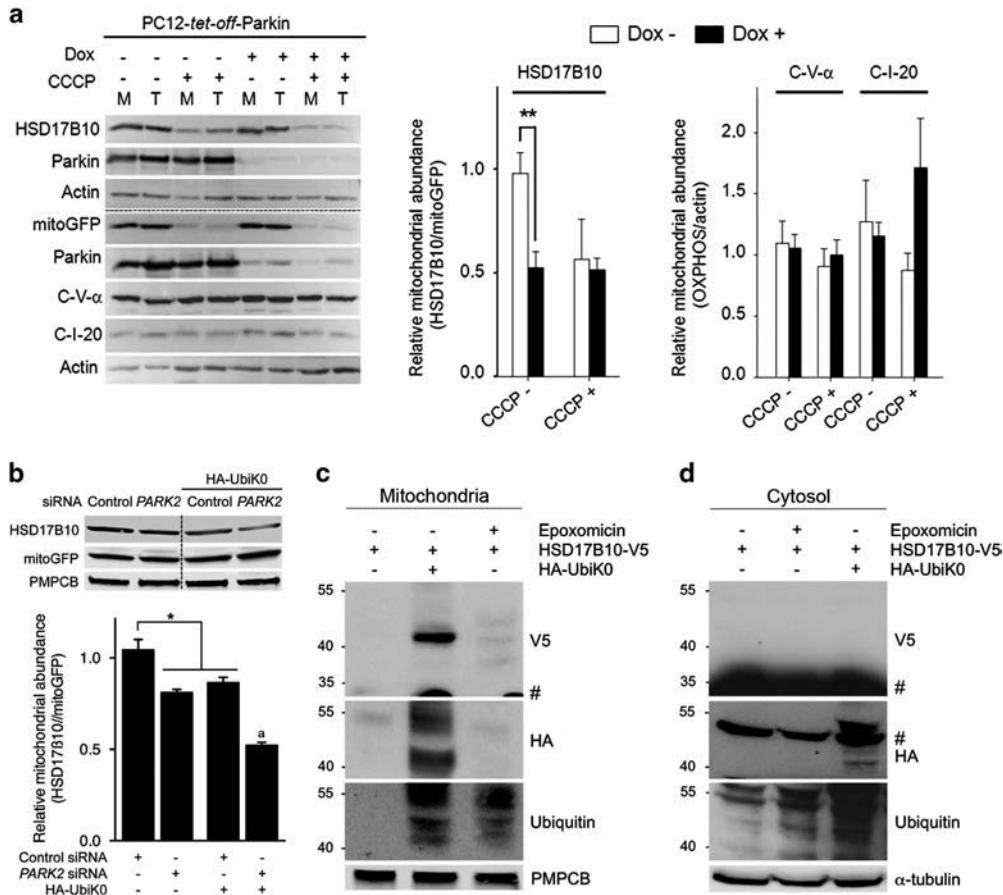 a
PC12-tet-off-Parkin
Dox - - - - + + + +
CCCP - - + + - - + +
M T M T M T M T
HSD17B10
Parkin
Actin
mitoGFP
Parkin
C-V-α
C-I-20
Actin
Dox - Dox +
HSD17B10
**
Relative mitochondrial abundance
(HSD17B10/mitoGFP)
1.0
0.5
0.0
CCCP - CCCP +
C-V-α C-I-20
Relative mitochondrial abundance
(OXPHOS/actin)
2.0
1.5
1.0
0.5
0.0
CCCP - CCCP + CCCP - CCCP +
b
HA-UbiK0
siRNA Control PARK2 Control PARK2
HSD17B10
mitoGFP
PMPCB
Relative mitochondrial abundance
(HSD17B10//mitoGFP)
1.0
0.5
0.0
*
a
Control siRNA + - + -
PARK2 siRNA - + - +
HA-UbiK0 - - + +
c
Mitochondria
- - + Epoxomicin
+ + + HSD17B10-V5
- + - HA-UbiK0
55
40
35
V5
#
55
40
HA
55
40
Ubiquitin
PMPCB
d
Cytosol
- + - Epoxomicin
+ + + HSD17B10-V5
- - + HA-UbiK0
55
40
35
V5
#
55
40
#
HA
55
40
Ubiquitin
α-tubulin